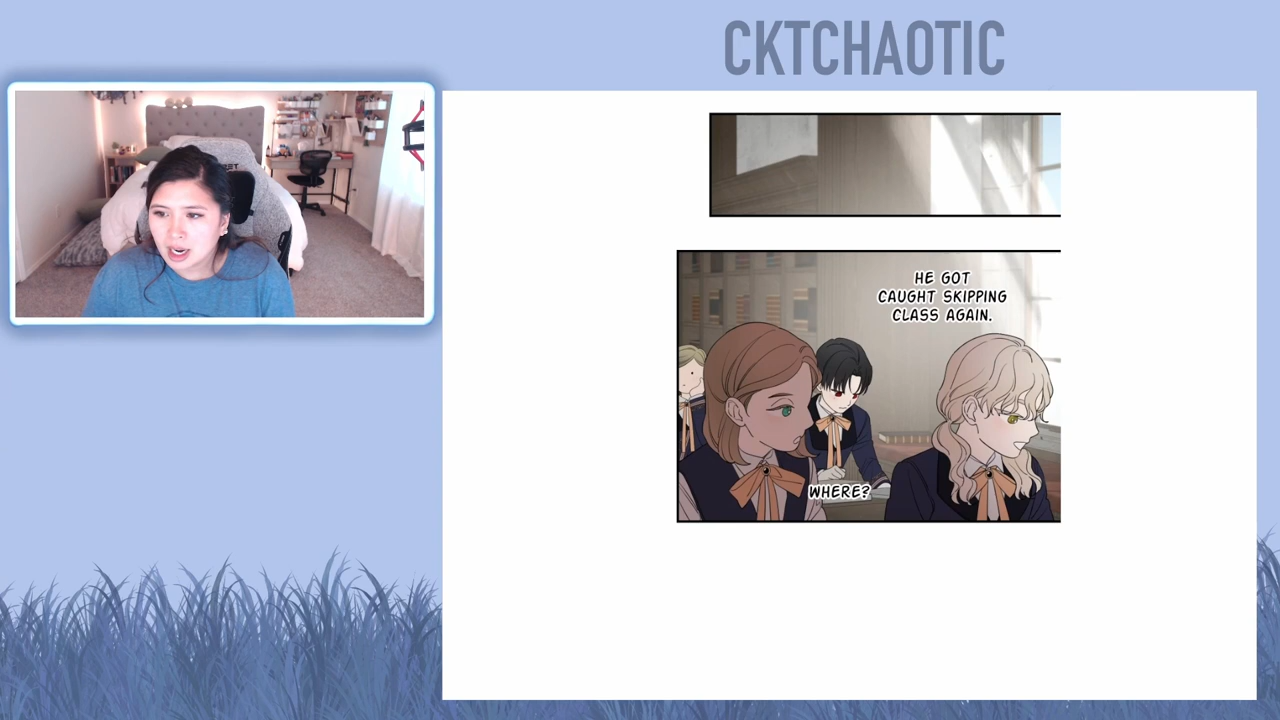 CKTCHAOTIC
HE GOT
CAUGHT SKIPPING
CLASS AGAIN.
WHERE?